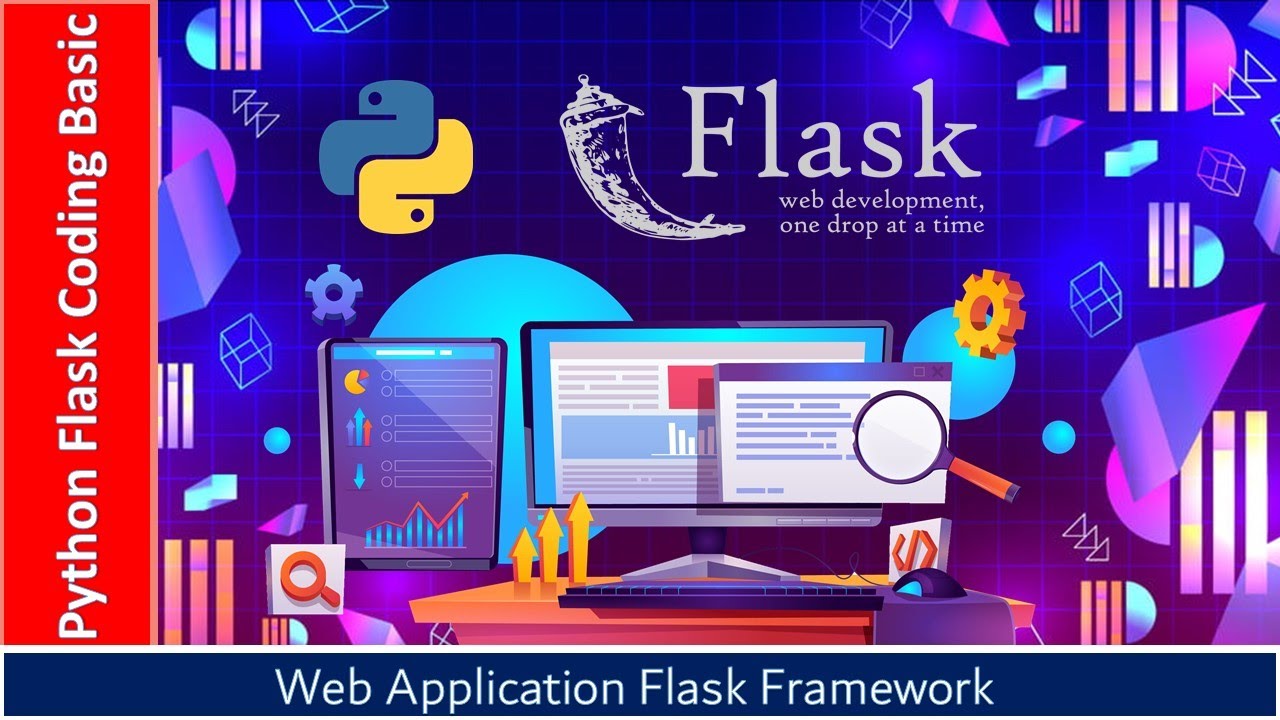 Python Flask Coding Basic
Flask
web development,
one drop at a time
Web Application Flask Framework